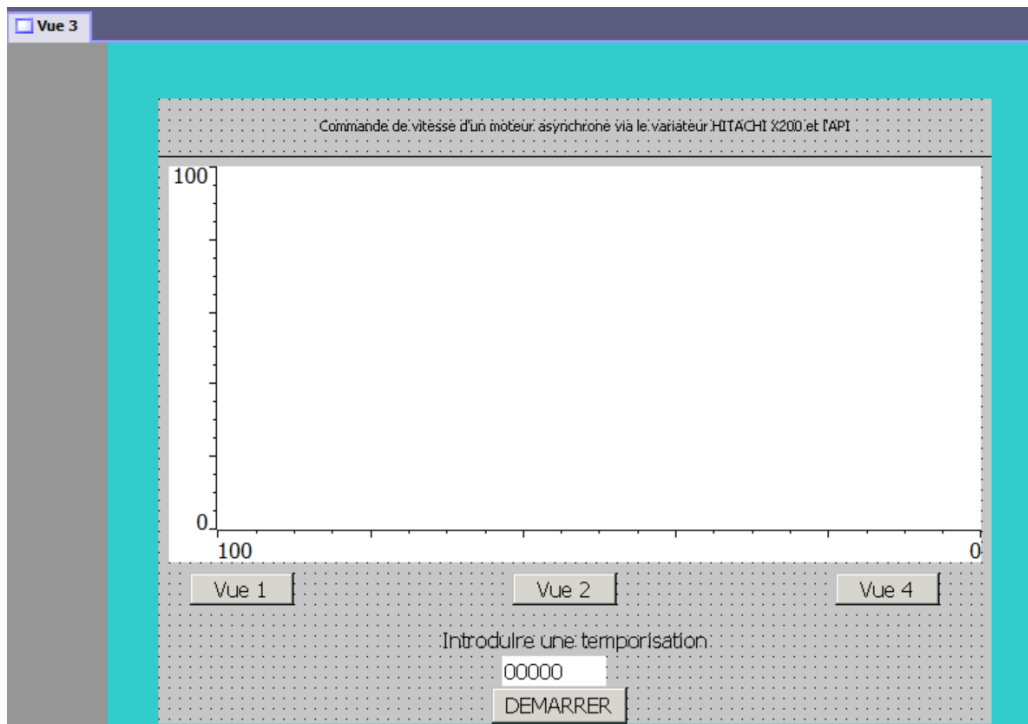 Vue 3
Commande de vitesse d'un moteur asynchrone via le variateur HITACHI X200 et l'API
100
0
100
0
Vue 1
Vue 2
Vue 4
Introduire une temporisation
00000
DEMARRER